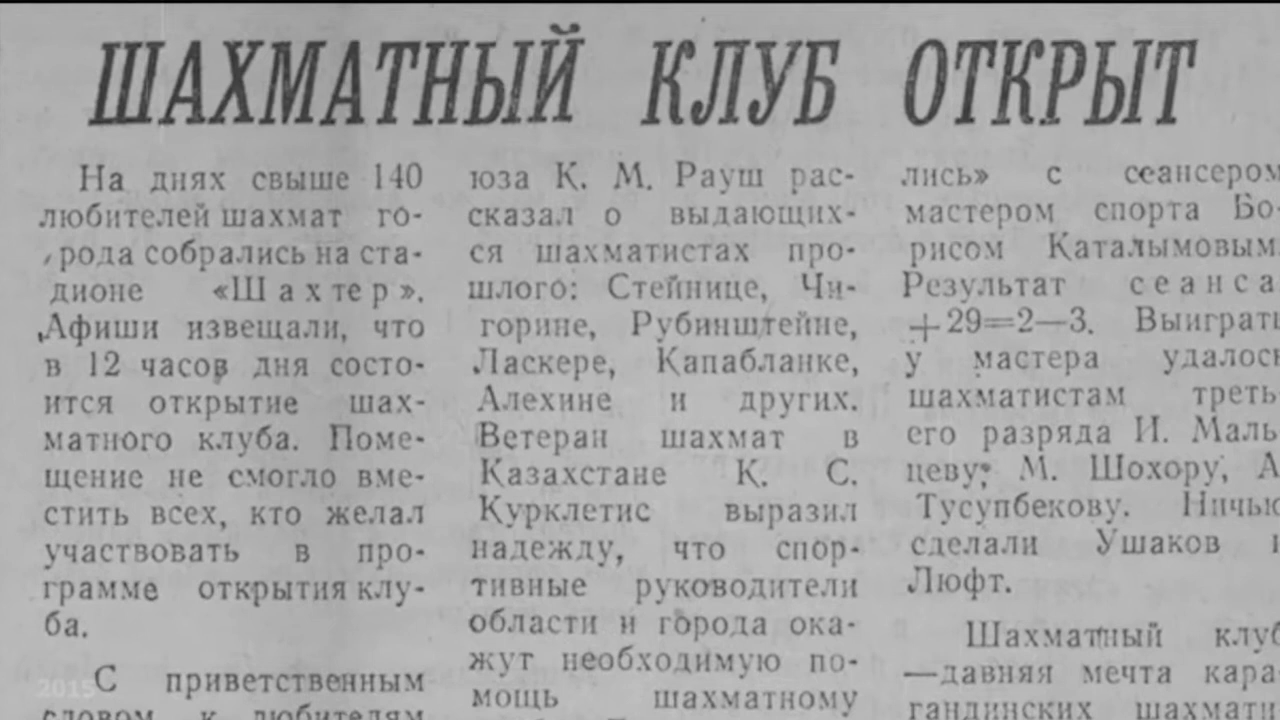 ШАХМАТНЫЙ КЛУБ ОТКРЫТ
На днях свыше 140
любителей шахмат го-
рода собрались на ста-
дионе «Шахтер».
Афиши извещали, что
в 12 часов дня состо-
ится открытие шах-
матного клуба. Поме-
щение не смогло вме-
стить всех, кто желал
участвовать в про-
грамме открытия клу-
ба.
С приветственным
словом к любителям
юза К. М. Рауш рас-
сказал о выдающих-
ся шахматистах про-
шлого: Стейнице, Чи-
горине, Рубинштейне,
Ласкере, Капабланке,
Алехине и других.
Ветеран шахмат в
Казахстане К. С.
Курклетис выразил
надежду, что спор-
тивные руководители
области и города ока-
жут необходимую по-
мощь шахматному
лись» с сеансером
мастером спорта Бо-
рисом Каталымовым.
Результат сеанса
+29=2—3. Выиграть
у мастера удалось
шахматистам треть-
его разряда И. Маль-
цеву, М. Шохору, А.
Тусупбекову. Ничью
сделали Ушаков и
Люфт.
Шахматный клуб
—давняя мечта кара-
гандинских шахмати-
2015